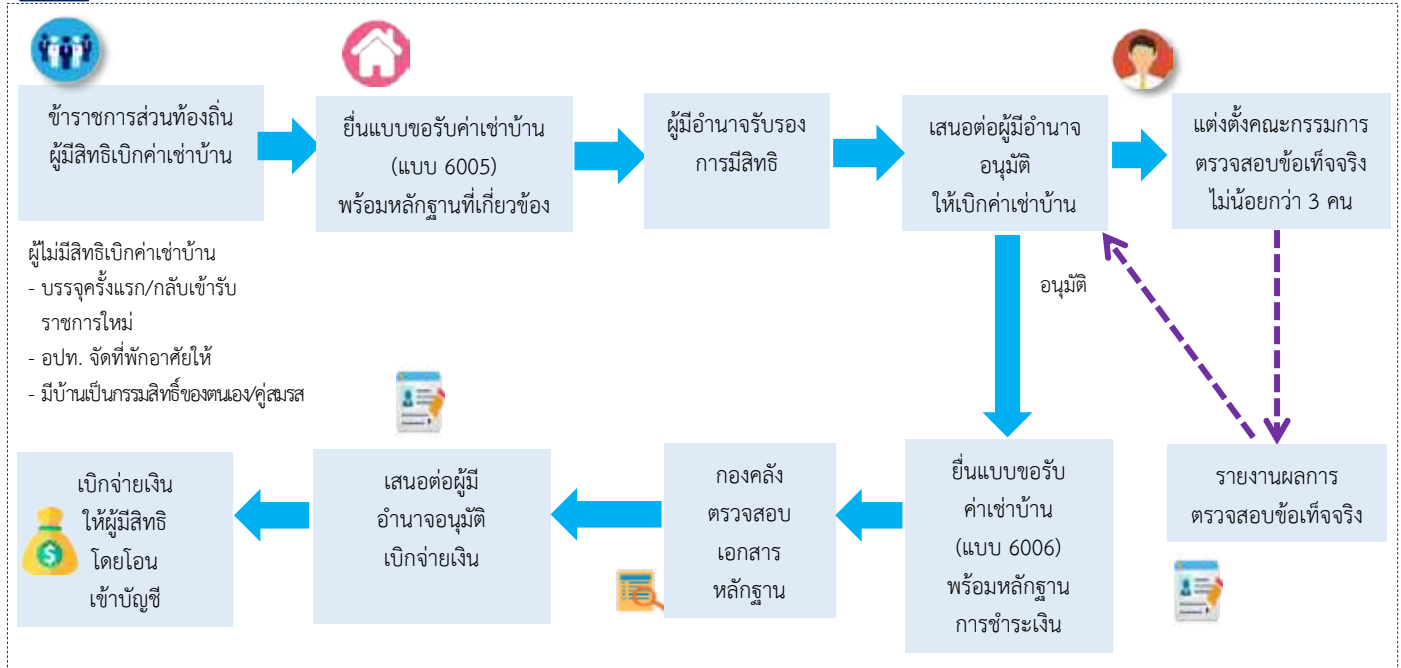 ข้าราชการส่วนท้องถิ่น
ผู้มีสิทธิเบิกค่าเช่าบ้าน
ยื่นแบบขอรับค่าเช่าบ้าน
(แบบ 6005)
พร้อมหลักฐานที่เกี่ยวข้อง
ผู้มีอำนาจรับรอง
การมีสิทธิ
เสนอต่อผู้มีอำนาจ
อนุมัติ
ให้เบิกค่าเช่าบ้าน
แต่งตั้งคณะกรรมการ
ตรวจสอบข้อเท็จจริง
ไม่น้อยกว่า 3 คน
ผู้ไม่มีสิทธิเบิกค่าเช่าบ้าน
- บรรจุครั้งแรก/กลับเข้ารับ
ราชการใหม่
- อปท. จัดที่พักอาศัยให้
- มีบ้านเป็นกรรมสิทธิ์ของตนเอง/คู่สมรส
อนุมัติ
รายงานผลการ
ตรวจสอบข้อเท็จจริง
ยื่นแบบขอรับ
ค่าเช่าบ้าน
(แบบ 6006)
พร้อมหลักฐาน
การชำระเงิน
กองคลัง
ตรวจสอบ
เอกสาร
หลักฐาน
เสนอต่อผู้มี
อำนาจอนุมัติ
เบิกจ่ายเงิน
เบิกจ่ายเงิน
ให้ผู้มีสิทธิ
โดยโอน
เข้าบัญชี